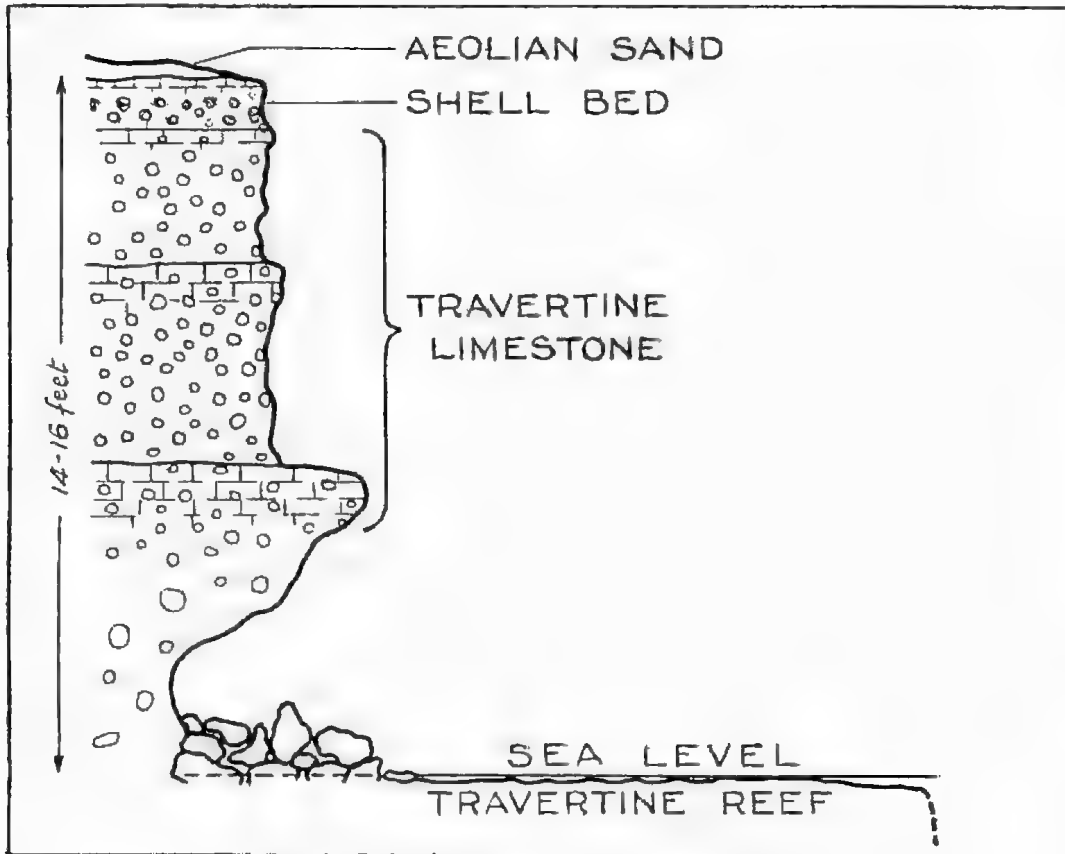 AEOLIAN SAND
SHELL BED
TRAVERTINE
LIMESTONE
14-16 feet
SEA LEVEL
TRAVERTINE REEF